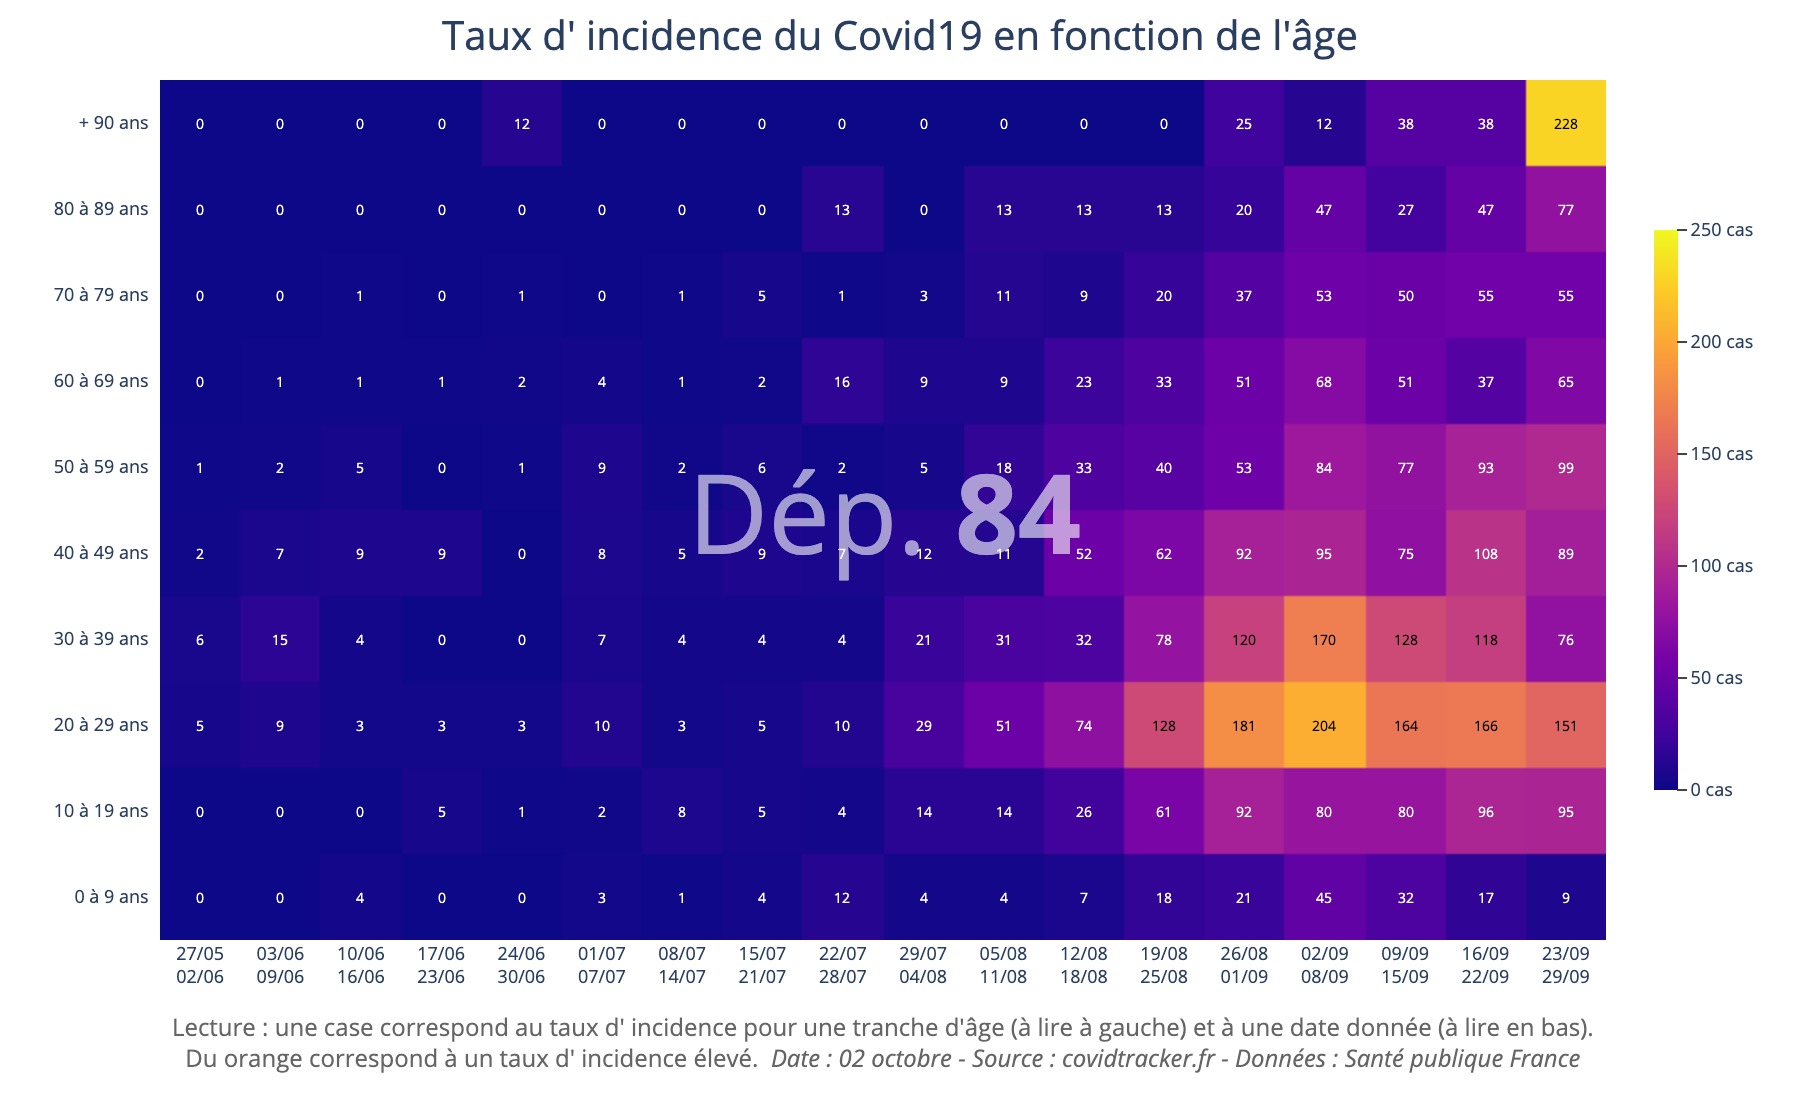 Taux d' incidence du Covid19 en fonction de l'âge
+ 90 ans 0 0 0 0 12 0 0 0 0 0 0 0 0 25 12 38 38 228
80 à 89 ans 0 0 0 0 0 0 0 0 13 0 13 13 13 20 47 27 47 77
250 cas
70 à 79 ans 0 0 1 0 1 0 1 5 1 3 11 9 20 37 53 50 55 55
200 cas
60 à 69 ans 0 1 1 1 2 4 1 2 16 9 9 23 33 51 68 51 37 65
150 cas
50 à 59 ans 1 2 5 0 1 9 2 6 2 5 18 33 40 53 84 77 93 99
Dép. 84
40 à 49 ans 2 7 9 9 0 8 5 9 7 12 11 52 62 92 95 75 108 89
100 cas
30 à 39 ans 6 15 4 0 0 7 4 4 4 21 31 32 78 120 170 128 118 76
50 cas
20 à 29 ans 5 9 3 3 3 10 3 5 10 29 51 74 128 181 204 164 166 151
0 cas
10 à 19 ans 0 0 0 5 1 2 8 5 4 14 14 26 61 92 80 80 96 95
0 à 9 ans 0 0 4 0 0 3 1 4 12 4 4 7 18 21 45 32 17 9
27/05 03/06 10/06 17/06 24/06 01/07 08/07 15/07 22/07 29/07 05/08 12/08 19/08 26/08 02/09 09/09 16/09 23/09
02/06 09/06 16/06 23/06 30/06 07/07 14/07 21/07 28/07 04/08 11/08 18/08 25/08 01/09 08/09 15/09 22/09 29/09
Lecture : une case correspond au taux d' incidence pour une tranche d'âge (à lire à gauche) et à une date donnée (à lire en bas).
Du orange correspond à un taux d' incidence élevé. Date : 02 octobre - Source : covidtracker.fr - Données : Santé publique France